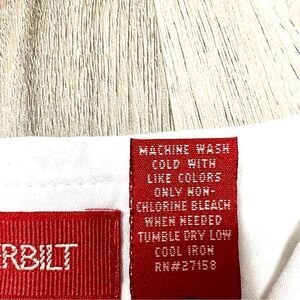 MACHINE WASH
COLD WITH
LIKE COLORS
ONLY NON-
CHLORINE BLEACH
WHEN NEEDED
TUMBLE DRY LOW
COOL IRON
RN#27158
ERBILT